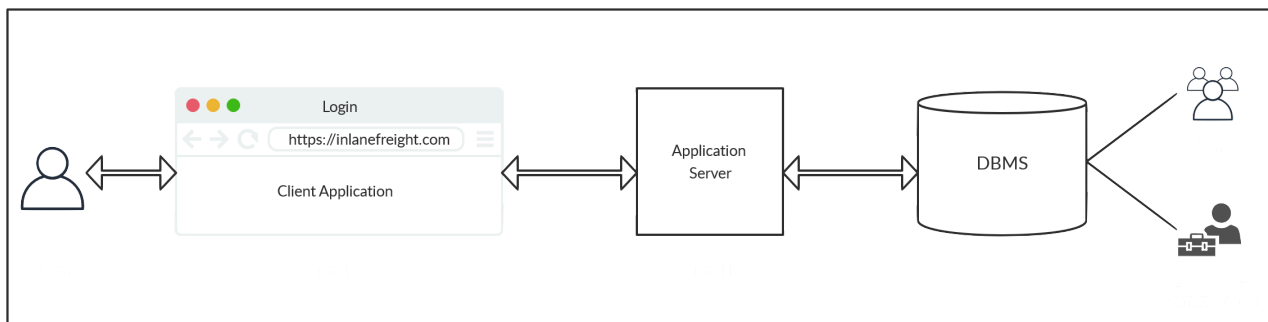 Login
https://inlanefreight.com
Client Application
Application
Server
DBMS